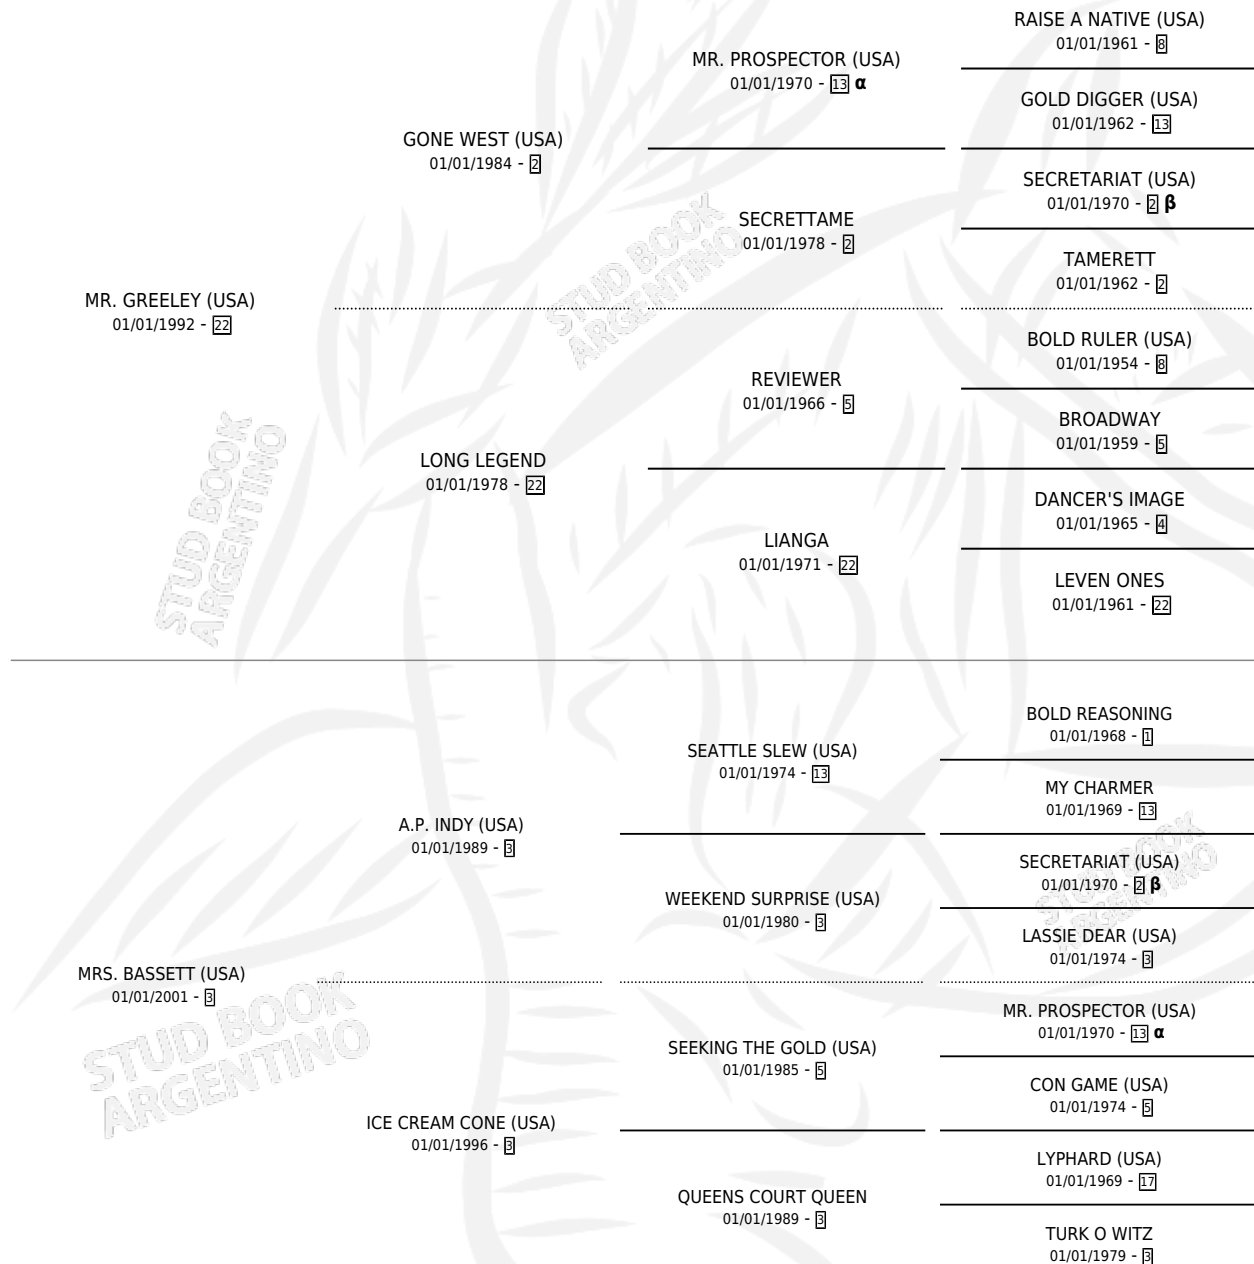 RAISE A NATIVE (USA)
01/01/1961 - 8
MR. PROSPECTOR (USA)
01/01/1970 - 13 α
GOLD DIGGER (USA)
01/01/1962 - 13
GONE WEST (USA)
01/01/1984 - 2
SECRETARIAT (USA)
01/01/1970 - 2 β
SECRETTAME
01/01/1978 - 2
TAMERETT
01/01/1962 - 2
MR. GREELEY (USA)
01/01/1992 - 22
BOLD RULER (USA)
01/01/1954 - 8
REVIEWER
01/01/1966 - 5
BROADWAY
01/01/1959 - 5
LONG LEGEND
01/01/1978 - 22
DANCER'S IMAGE
01/01/1965 - 4
LIANGA
01/01/1971 - 22
LEVEN ONES
01/01/1961 - 22
BOLD REASONING
01/01/1968 - 1
SEATTLE SLEW (USA)
01/01/1974 - 13
MY CHARMER
01/01/1969 - 13
A.P. INDY (USA)
01/01/1989 - 3
SECRETARIAT (USA)
01/01/1970 - 2 β
WEEKEND SURPRISE (USA)
01/01/1980 - 3
LASSIE DEAR (USA)
01/01/1974 - 3
MRS. BASSETT (USA)
01/01/2001 - 3
MR. PROSPECTOR (USA)
01/01/1970 - 13 α
SEEKING THE GOLD (USA)
01/01/1985 - 5
CON GAME (USA)
01/01/1974 - 5
ICE CREAM CONE (USA)
01/01/1996 - 3
LYPHARD (USA)
01/01/1969 - 17
QUEENS COURT QUEEN
01/01/1989 - 3
TURK O WITZ
01/01/1979 - 3
STUD BOOK
ARGENTINO
STUD BOOK
ARGENTINO
STUD BOOK
ARGENTINO
STUD BOOK
ARGENTINO